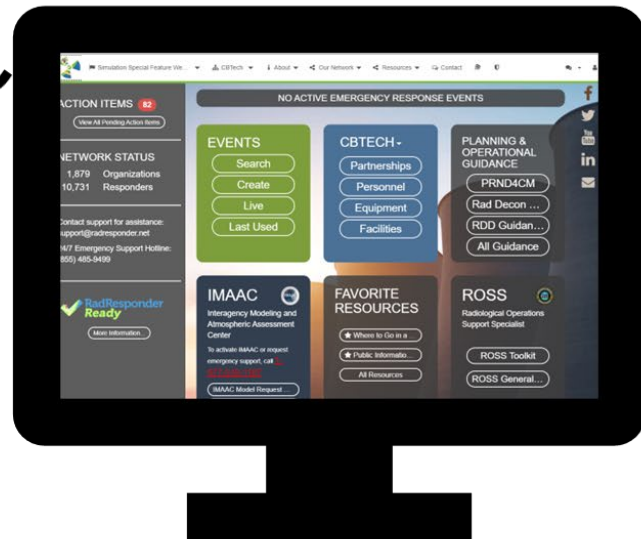 Simulation Special Feature We...
CBTech
About
Our Network
Resources
Contact
ACTION ITEMS 82
View All Pending Action Items
NETWORK STATUS
1,879 Organizations
10,731 Responders
Contact support for assistance:
support@radresponder.net
24/7 Emergency Support Hotline:
(855) 485-9499
RadResponder
Ready
More Information...
NO ACTIVE EMERGENCY RESPONSE EVENTS
EVENTS
Search
Create
Live
Last Used
CBTECH
Partnerships
Personnel
Equipment
Facilities
PLANNING &
OPERATIONAL
GUIDANCE
PRND4CM
Rad Decon ...
RDD Guidan...
All Guidance
IMAAC
Interagency Modeling and
Atmospheric Assessment
Center
To activate IMAAC or request
emergency support, call
IMAAC Model Request ...
FAVORITE
RESOURCES
Where to Go in a
Public Informatio...
All Resources
ROSS
Radiological Operations
Support Specialist
ROSS Toolkit
ROSS General...
f
You
Tube
in